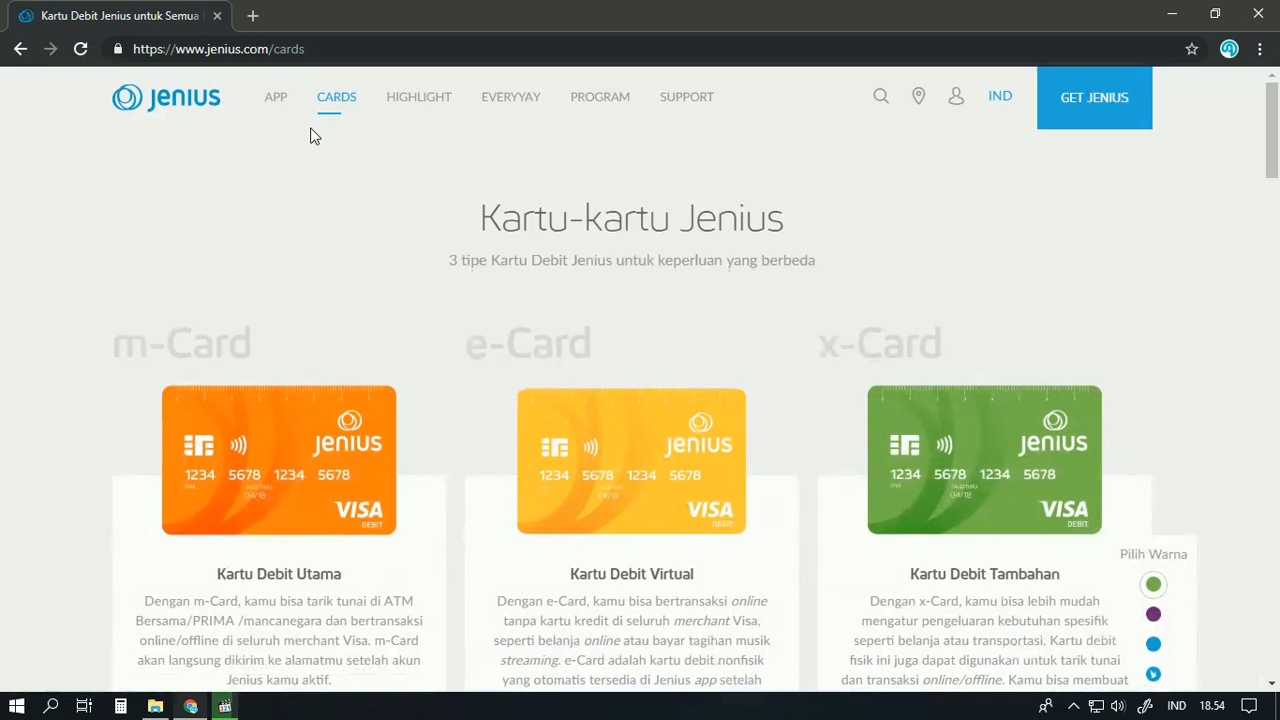 Kartu Debit Jenius untuk Semua
https://www.jenius.com/cards
jenius
APP
CARDS
HIGHLIGHT
EVERYYAY
PROGRAM
SUPPORT
IND
GET JENIUS
Kartu-kartu Jenius
3 tipe Kartu Debit Jenius untuk keperluan yang berbeda
m-Card
e-Card
x-Card
jenius
1234 5678 1234 5678
04/18
VISA
DEBIT
jenius
1234 5678 1234 5678
04/18
VISA
DEBIT
jenius
1234 5678 1234 5678
04/18
VISA
DEBIT
Kartu Debit Utama
Dengan m-Card, kamu bisa tarik tunai di ATM
Bersama/PRIMA /mancanegara dan bertransaksi
online/offline di seluruh merchant Visa. m-Card
akan langsung dikirim ke alamatmu setelah akun
Jenius kamu aktif.
Kartu Debit Virtual
Dengan e-Card, kamu bisa bertransaksi online
tanpa kartu kredit di seluruh merchant Visa,
seperti belanja online atau bayar tagihan musik
streaming. e-Card adalah kartu debit nonfisik
yang otomatis tersedia di Jenius app setelah
Kartu Debit Tambahan
Dengan x-Card, kamu bisa lebih mudah
mengatur pengeluaran kebutuhan spesifik
seperti belanja atau transportasi. Kartu debit
fisik ini juga dapat digunakan untuk tarik tunai
dan transaksi online/offline. Kamu bisa membuat
Pilih Warna
IND
18.54